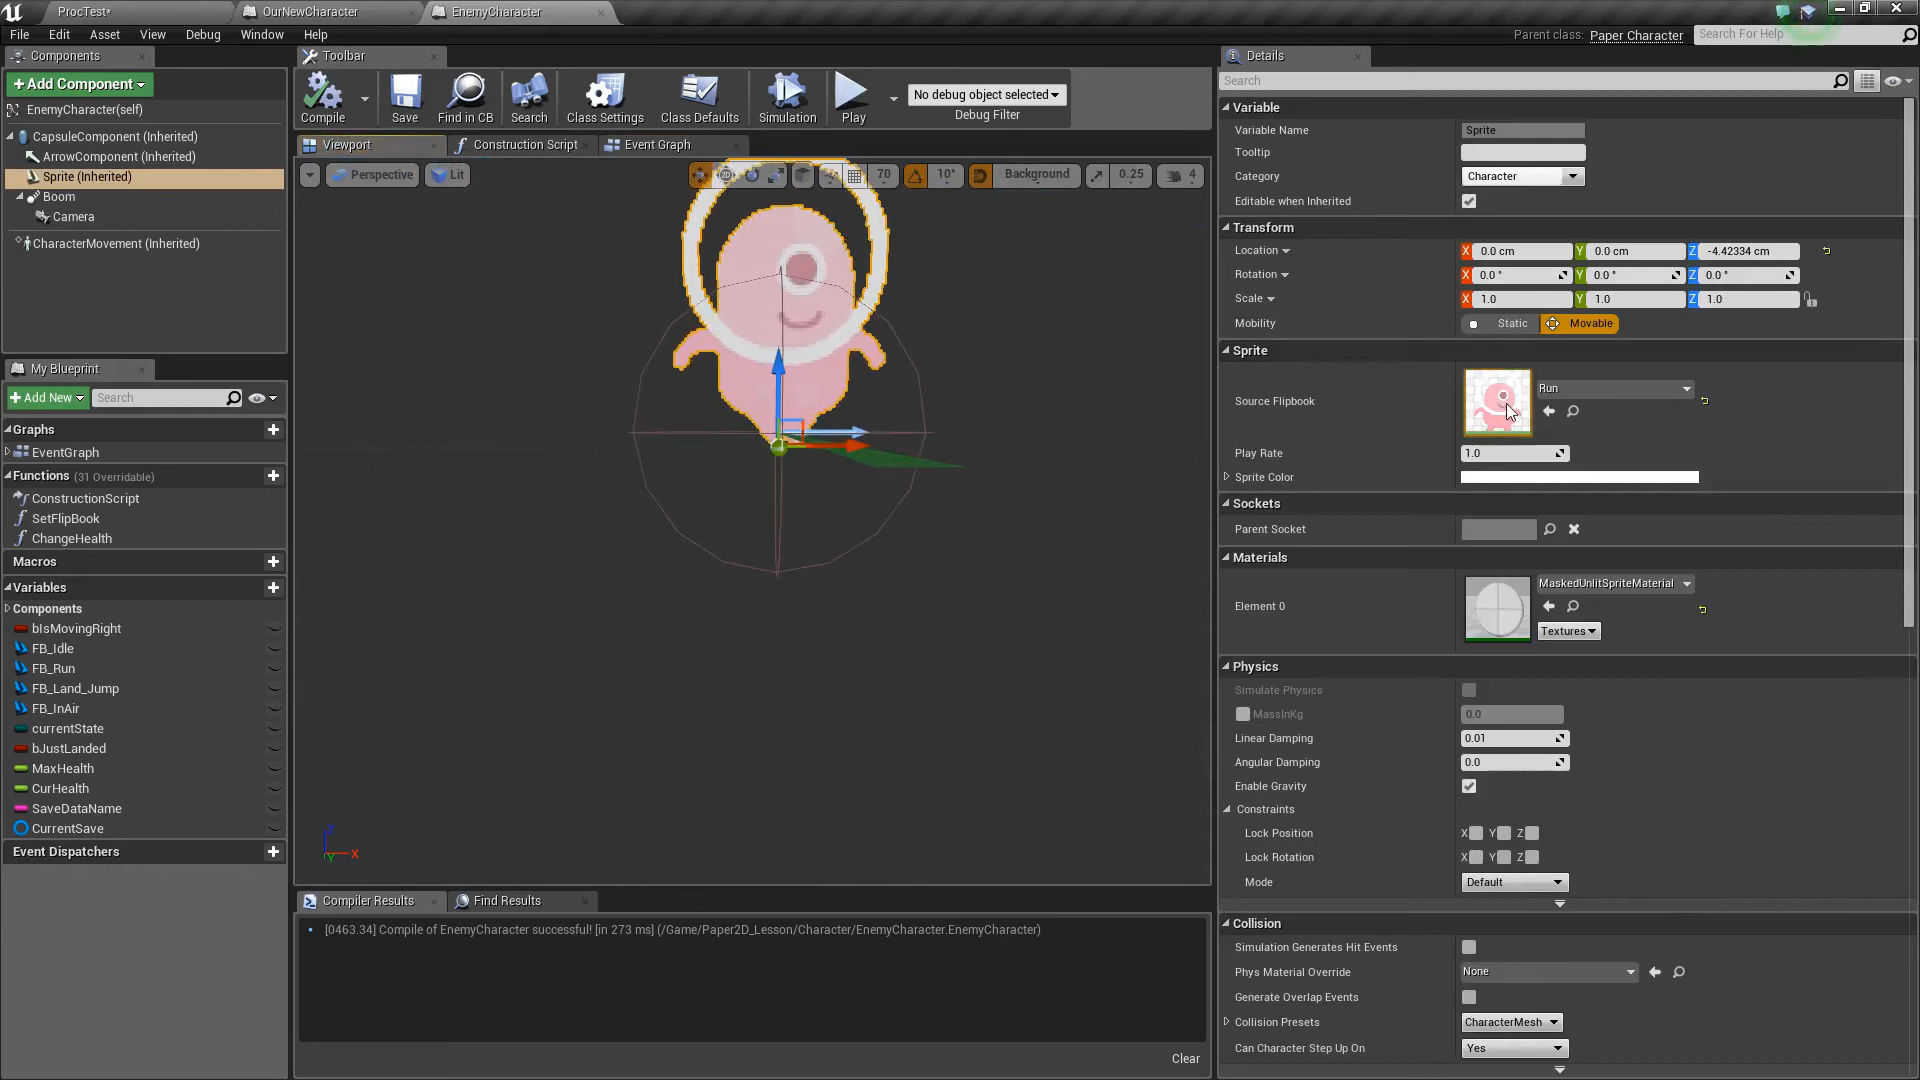 ProcTest*
OurNewCharacter
EnemyCharacter
File Edit Asset View Debug Window Help
Parent class: Paper Character
Search For Help
Components
+Add Component
EnemyCharacter(self)
CapsuleComponent (Inherited)
ArrowComponent (Inherited)
Sprite (Inherited)
Boom
Camera
CharacterMovement (Inherited)
My Blueprint
+Add New
Search
Graphs
EventGraph
Functions (31 Overridable)
ConstructionScript
SetFlipBook
ChangeHealth
Macros
Variables
Components
bIsMovingRight
FB_Idle
FB_Run
FB_Land_Jump
FB_InAir
currentState
bJustLanded
MaxHealth
CurHealth
SaveDataName
CurrentSave
Event Dispatchers
Toolbar
Compile
Save
Find in CB
Search
Class Settings
Class Defaults
Simulation
Play
No debug object selected
Debug Filter
Viewport
Construction Script
Event Graph
Perspective
Lit
70
10°
Background
0.25
4
Z
X
Y
Compiler Results
Find Results
[0463.34] Compile of EnemyCharacter successful! [in 273 ms] (/Game/Paper2D_Lesson/Character/EnemyCharacter.EnemyCharacter)
Clear
Details
Search
Variable
Variable Name Sprite
Tooltip
Category Character
Editable when Inherited
Transform
Location X 0.0 cm Y 0.0 cm Z -4.42334 cm
Rotation X 0.0 ° Y 0.0 ° Z 0.0 °
Scale X 1.0 Y 1.0 Z 1.0
Mobility Static Movable
Sprite
Source Flipbook Run
Play Rate 1.0
Sprite Color
Sockets
Parent Socket
Materials
Element 0 MaskedUnlitSpriteMaterial
Textures
Physics
Simulate Physics
MassInKg 0.0
Linear Damping 0.01
Angular Damping 0.0
Enable Gravity
Constraints
Lock Position X Y Z
Lock Rotation X Y Z
Mode Default
Collision
Simulation Generates Hit Events
Phys Material Override None
Generate Overlap Events
Collision Presets CharacterMesh
Can Character Step Up On Yes